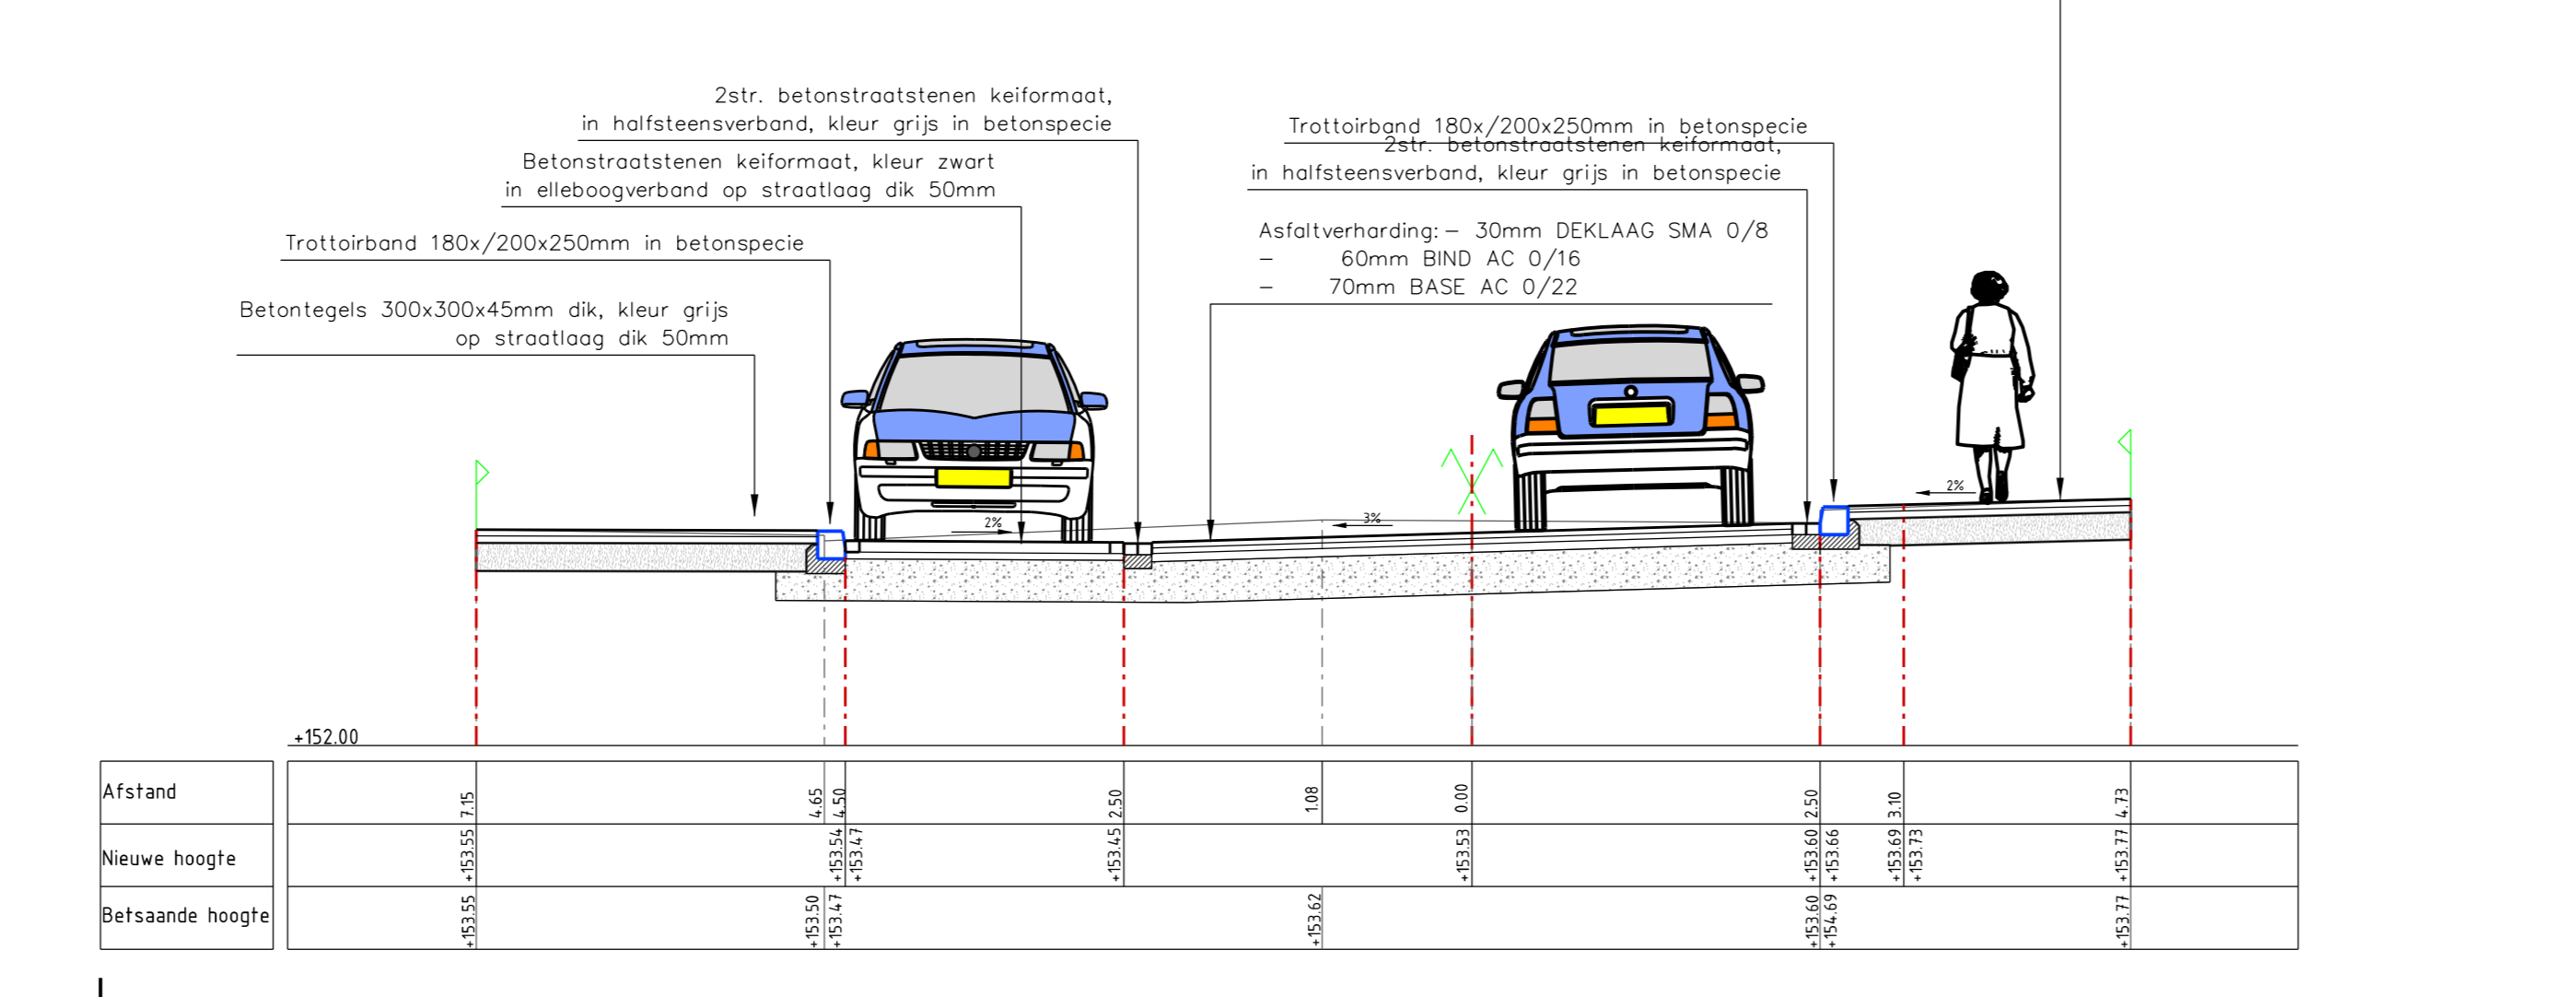 2str. betonstraatstenen keiformaat,
in halfsteensverband, kleur grijs in betonspecie
Betonstraatstenen keiformaat, kleur zwart
in elleboogverband op straatlaag dik 50mm
Trottoirband 180x/200x250mm in betonspecie
Betontegels 300x300x45mm dik, kleur grijs
op straatlaag dik 50mm
Trottoirband 180x/200x250mm in betonspecie
2str. betonstraatstenen keiformaat,
in halfsteensverband, kleur grijs in betonspecie
Asfaltverharding: - 30mm DEKLAAG SMA 0/8
- 60mm BIND AC 0/16
- 70mm BASE AC 0/22
2%
3%
2%
+152.00
Afstand 7.15 4.65 4.50 2.50 1.08 0.00 2.50 3.10 4.73
Nieuwe hoogte +153.55 +153.54 +153.47 +153.45 +153.53 +153.60 +153.66 +153.69 +153.73 +153.77
Betsaande hoogte +153.55 +153.50 +153.47 +153.62 +153.60 +154.69 +153.77